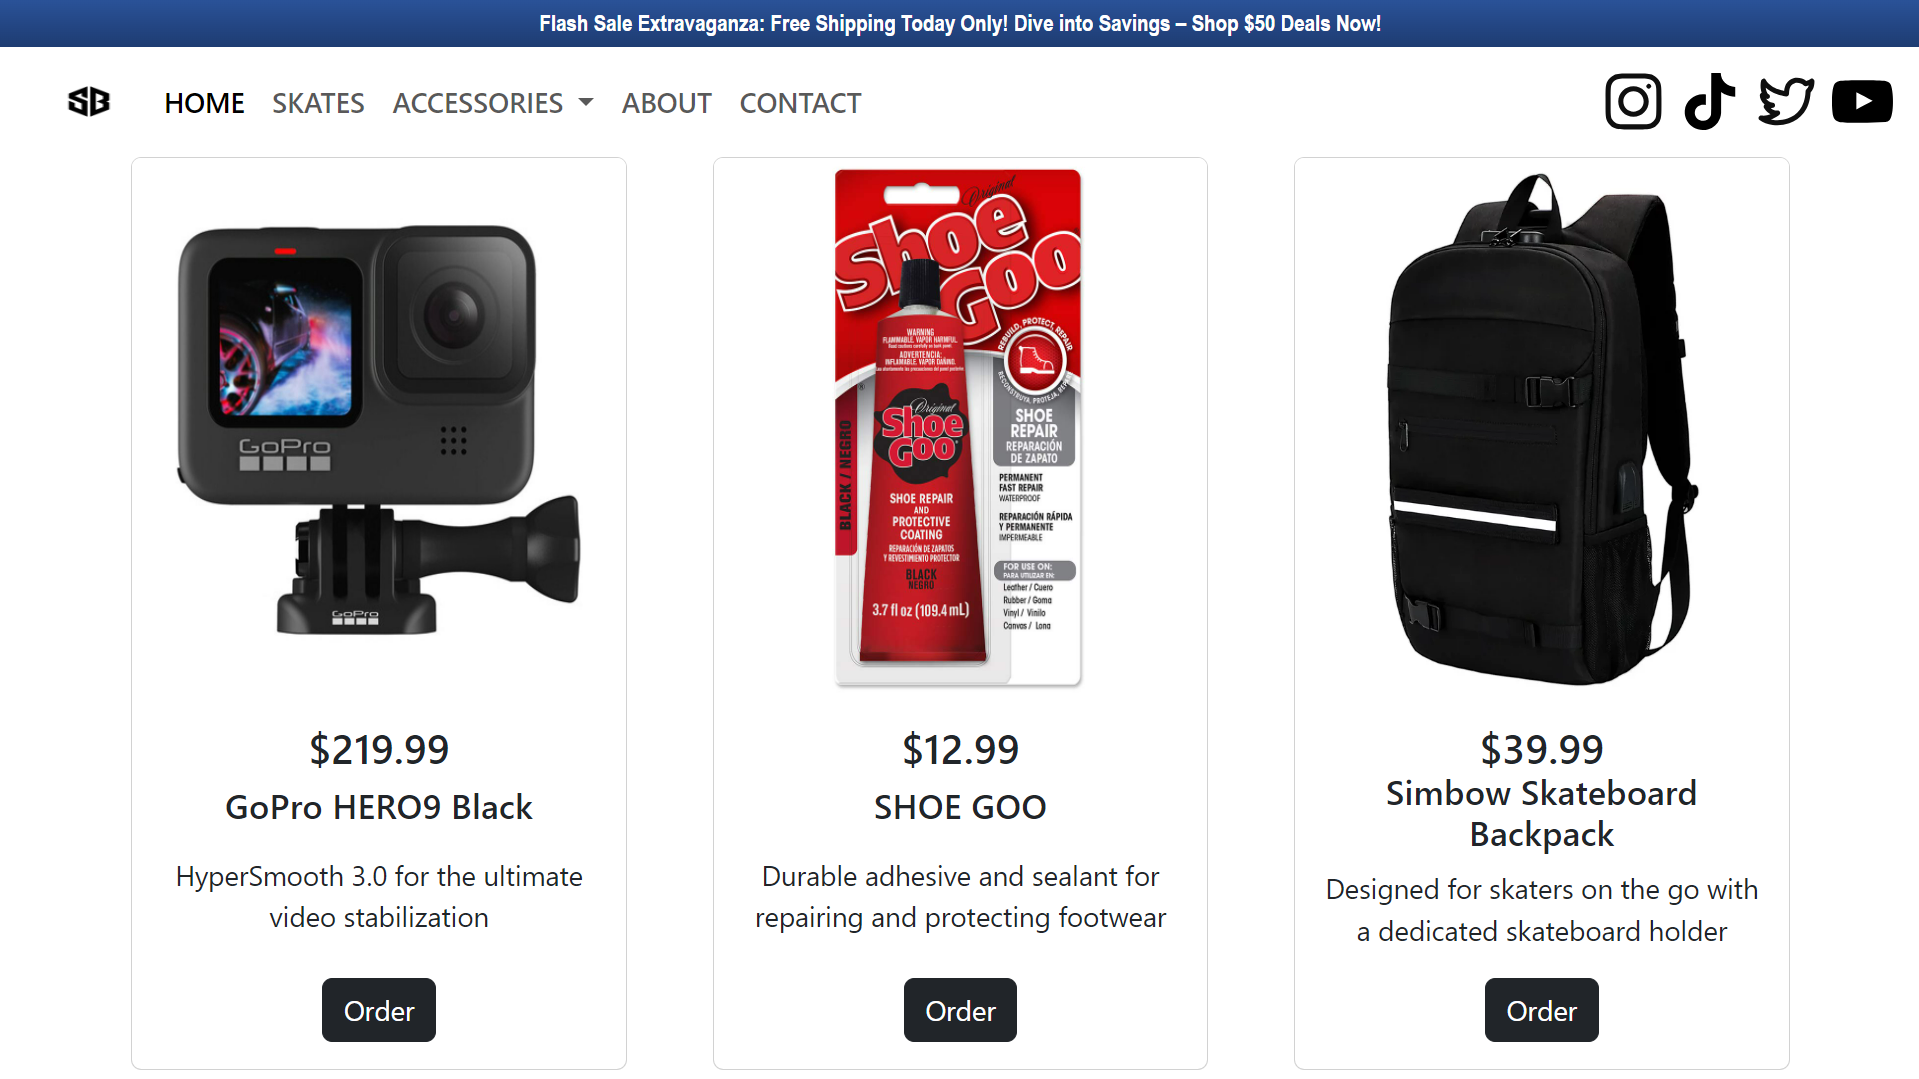 Flash Sale Extravaganza: Free Shipping Today Only! Dive into Savings – Shop $50 Deals Now!
SB
HOME
SKATES
ACCESSORIES
ABOUT
CONTACT
GoPro
GoPro
$219.99
GoPro HERO9 Black
HyperSmooth 3.0 for the ultimate
video stabilization
Order
Original
Shoe
Goo
WARNING
FLAMMABLE. VAPOR HARMFUL.
ADVERTENCIA:
INFLAMABLE. VAPOR DAÑINO.
REBUILD, PROTECT, REPAIR
RECONSTRUYA, PROTEJA, REPARE
BLACK / NEGRO
Original
Shoe
Goo
SHOE REPAIR
AND
PROTECTIVE
COATING
REPARACIÓN DE ZAPATOS
Y REVESTIMIENTO PROTECTOR
BLACK
NEGRO
3.7 fl oz (109.4 mL)
SHOE
REPAIR
REPARACIÓN
DE ZAPATO
PERMANENT
FAST REPAIR
WATERPROOF
REPARACIÓN RÁPIDA
Y PERMANENTE
IMPERMEABLE
FOR USE ON:
PARA UTILIZAR EN:
Leather / Cuero
Rubber / Goma
Vinyl / Vinilo
Canvas / Lona
$12.99
SHOE GOO
Durable adhesive and sealant for
repairing and protecting footwear
Order
$39.99
Simbow Skateboard
Backpack
Designed for skaters on the go with
a dedicated skateboard holder
Order